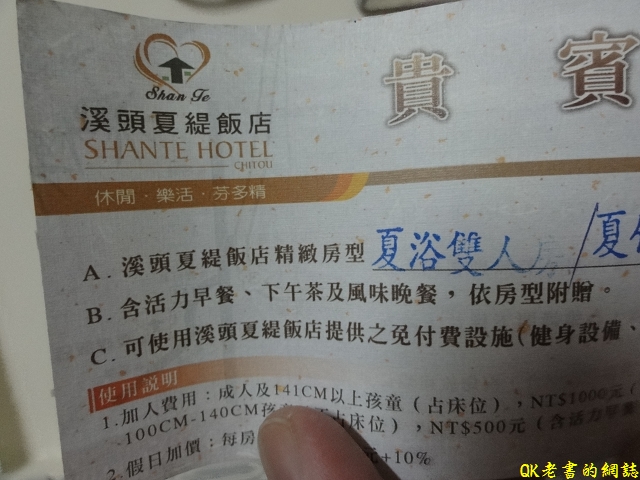 Shan Te
貴賓
溪頭夏緹飯店
SHANTE HOTEL
CHITOU
休閒．樂活．芬多精
A. 溪頭夏緹飯店精緻房型 夏浴雙人房/夏
B. 含活力早餐、下午茶及風味晚餐，依房型附贈。
C. 可使用溪頭夏緹飯店提供之免付費設施(健身設備、
使用說明
1.加人費用：成人及141CM以上孩童（占床位），NT$1000元（
100CM-140CM孩 占床位），NT$500元（含活力早
2.假日加價：每房 元+10%
QK老書的網誌